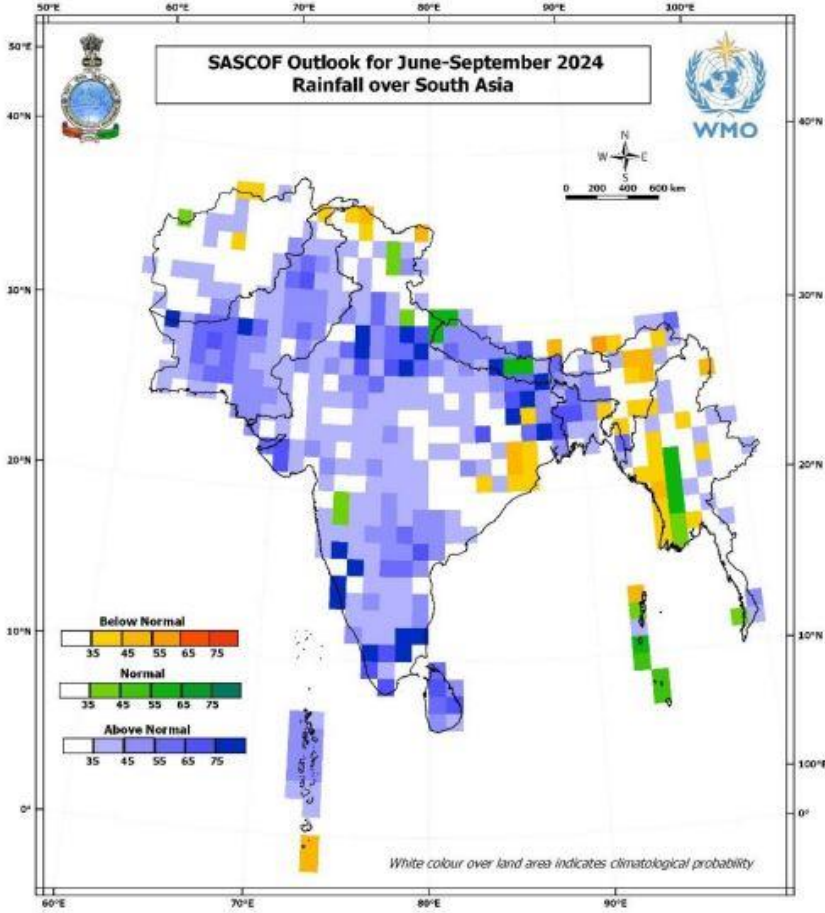 50°E 60°E 70°E 80°E 90°E 100°E
50°N
SASCOF Outlook for June-September 2024
Rainfall over South Asia
WMO
40°N 40°N
N
W E
S
0 200 400 600 km
30°N 30°N
20°N 20°N
Below Normal
10°N 10°N
35 45 55 65 75
Normal
35 45 55 65 75
Above Normal
35 45 55 65 75
100°E
0° 0°
White colour over land area indicates climatological probability
60°E 70°E 80°E 90°E